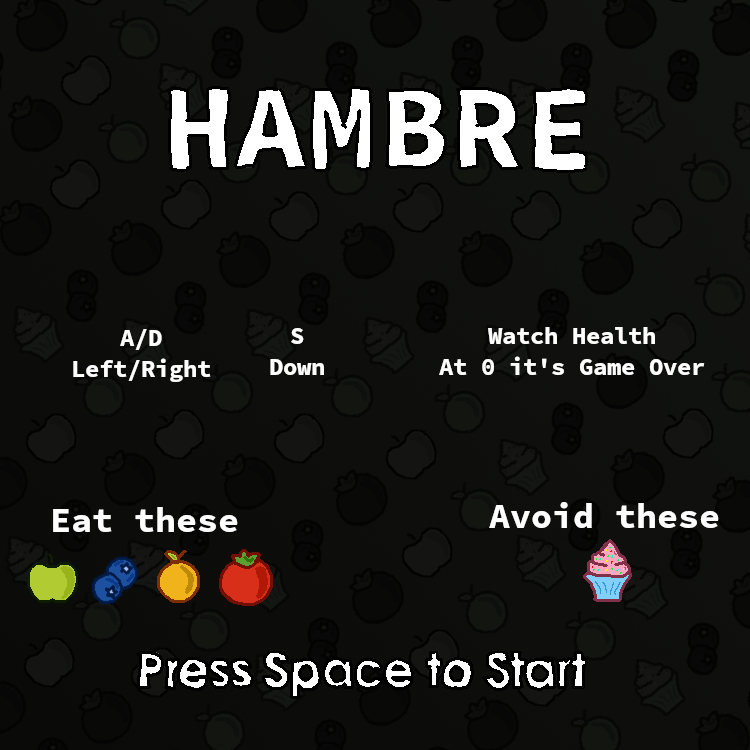 HAMBRE
A/D
Left/Right
S
Down
Watch Health
At 0 it's Game Over
Eat these
Avoid these
Press Space to Start